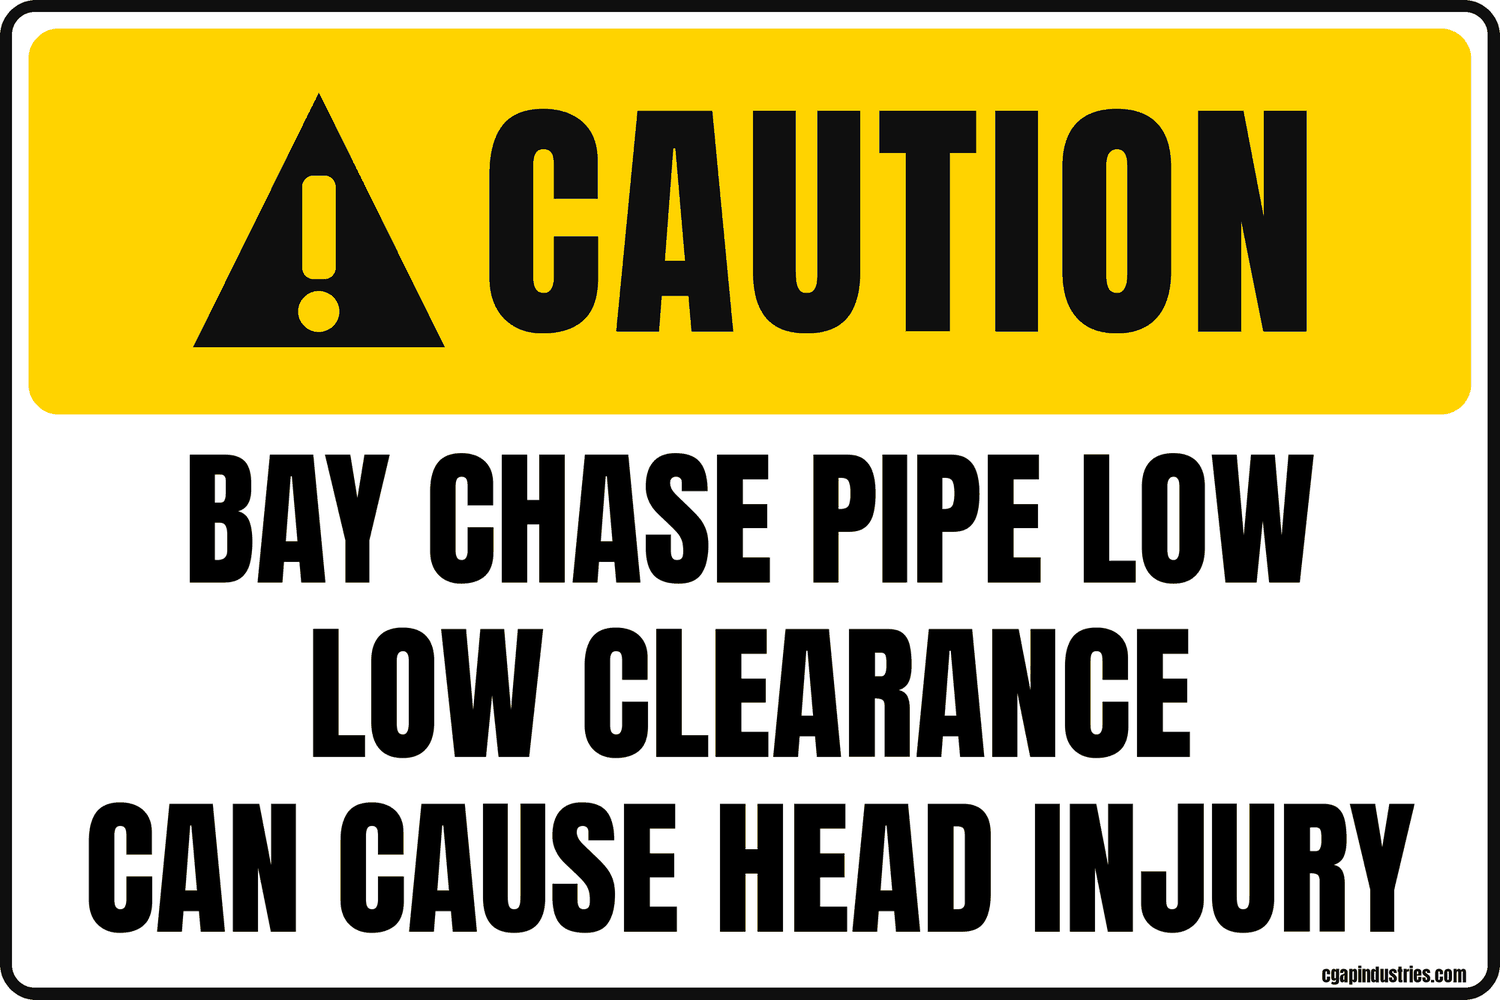 CAUTION
BAY CHASE PIPE LOW
LOW CLEARANCE
CAN CAUSE HEAD INJURY
cgapindustries.com